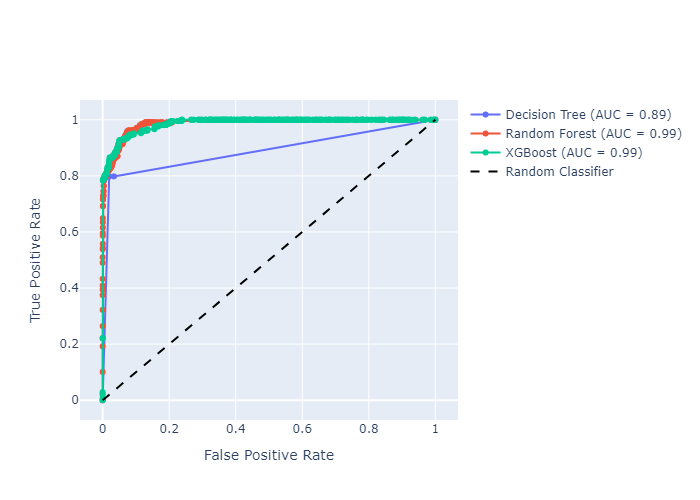 Decision Tree (AUC = 0.89)
Random Forest (AUC = 0.99)
XGBoost (AUC = 0.99)
Random Classifier
True Positive Rate
1
0.8
0.6
0.4
0.2
0
0
0.2
0.4
0.6
0.8
1
False Positive Rate